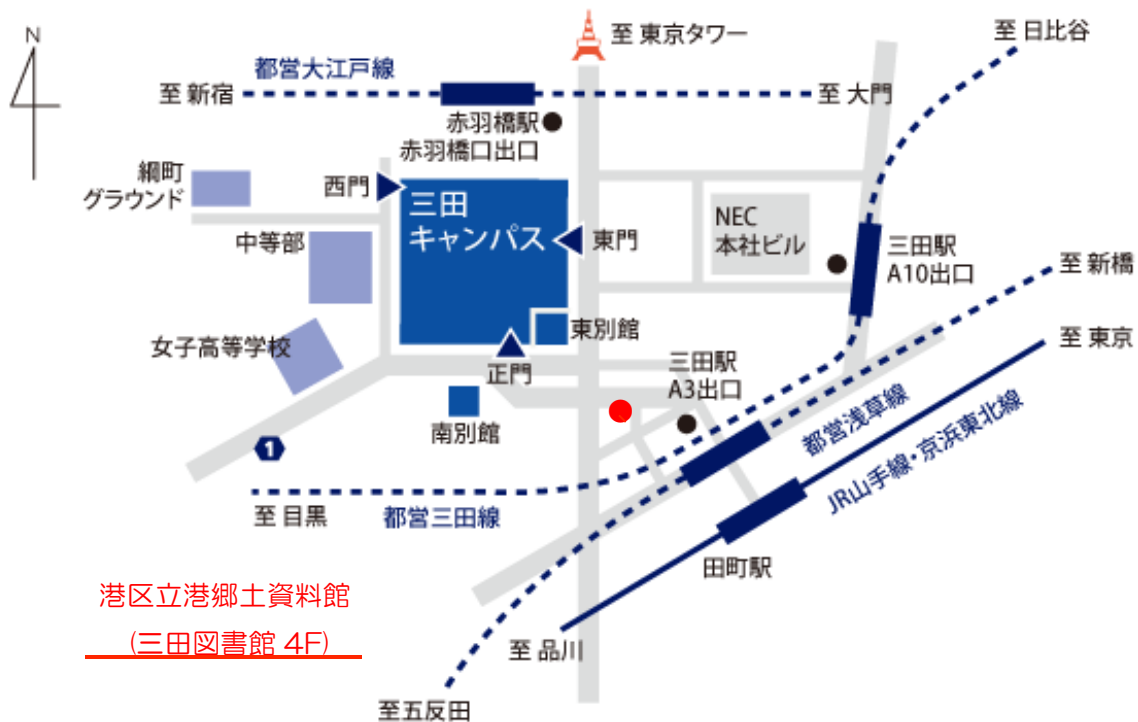 N
至 東京タワー
至 日比谷
都営大江戸線
至 新宿
至 大門
赤羽橋駅
赤羽橋口出口
綱町
グラウンド
西門
三田
キャンパス
東門
NEC
本社ビル
中等部
三田駅
A10出口
至 新橋
女子高等学校
東別館
至 東京
正門
三田駅
A3出口
南別館
1
都営浅草線
JR山手線・京浜東北線
至 目黒
都営三田線
田町駅
港区立港郷土資料館
(三田図書館 4F)
至 品川
至五反田